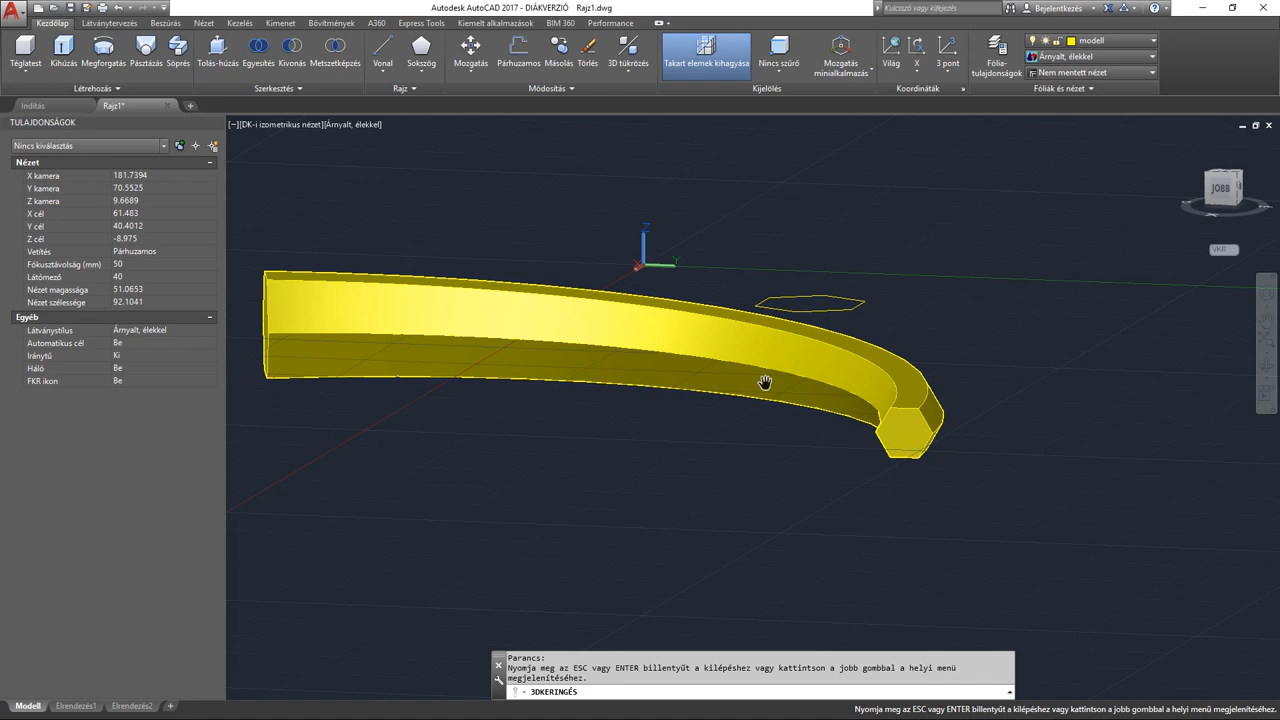 Autodesk AutoCAD 2017 - DIÁKVERZIÓ Rajz1.dwg
Kulcsszó vagy kifejezés
Bejelentkezés
Kezdőlap Látványtervezés Beszúrás Nézet Kezelés Kimenet Bővítmények A360 Express Tools Kiemelt alkalmazások BIM 360 Performance
Téglatest Kihúzás Megforgatás Pásztázás Söprés
Tolás-húzás Egyesítés Kivonás Metszetképzés
Vonal Sokszög
Mozgatás Párhuzamos Másolás Törlés 3D tükrözés
Takart elemek kihagyása Nincs szűrő Mozgatás minialkalmazás
Világ X 3 pont
Fólia-tulajdonságok
modell
Árnyalt, élekkel
Nem mentett nézet
Létrehozás Szerkesztés Rajz Módosítás Kijelölés Koordináták Fóliák és nézet
Indítás Rajz1*
TULAJDONSÁGOK
Nincs kiválasztás
Nézet
X kamera 181.7394
Y kamera 70.5525
Z kamera 9.6689
X cél 61.483
Y cél 40.4012
Z cél -8.975
Vetítés Párhuzamos
Fókusztávolság (mm) 50
Látómező 40
Nézet magassága 51.0653
Nézet szélessége 92.1041
Egyéb
Látványstílus Árnyalt, élekkel
Automatikus cél Be
Iránytű Ki
Háló Be
FKR ikon Be
[−][DK-i izometrikus nézet][Árnyalt, élekkel]
Z
X Y
JOBB
VKR
Parancs:
Nyomja meg az ESC vagy ENTER billentyűt a kilépéshez vagy kattintson a jobb gombbal a helyi menü
megjelenítéséhez.
- 3DKERINGÉS
Modell Elrendezés1 Elrendezés2
Nyomja meg az ESC vagy ENTER billentyűt a kilépéshez vagy kattintson a jobb gombbal a helyi menü megjelenítéséhez.